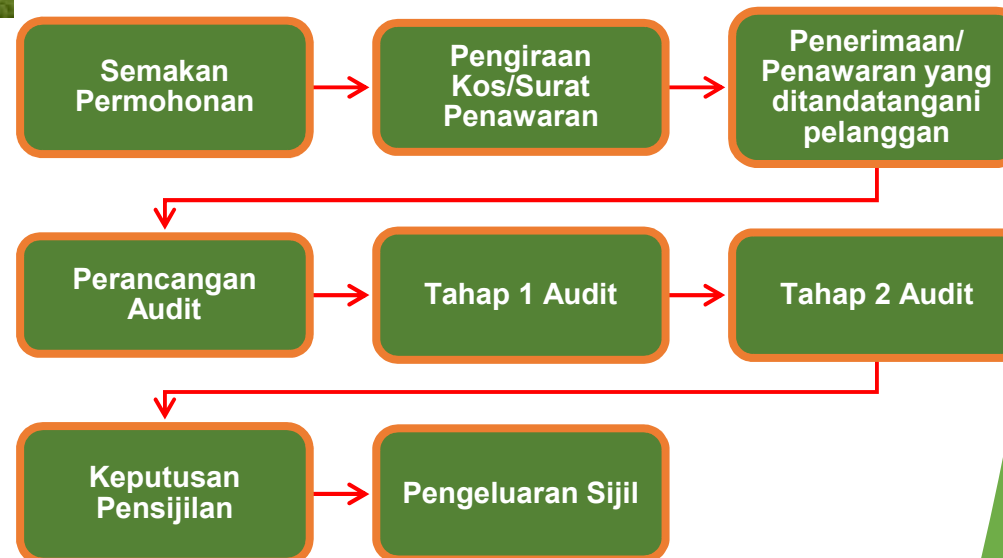 Semakan
Permohonan
Pengiraan
Kos/Surat
Penawaran
Penerimaan/
Penawaran yang
ditandatangani
pelanggan
Perancangan
Audit
Tahap 1 Audit
Tahap 2 Audit
Keputusan
Pensijilan
Pengeluaran Sijil